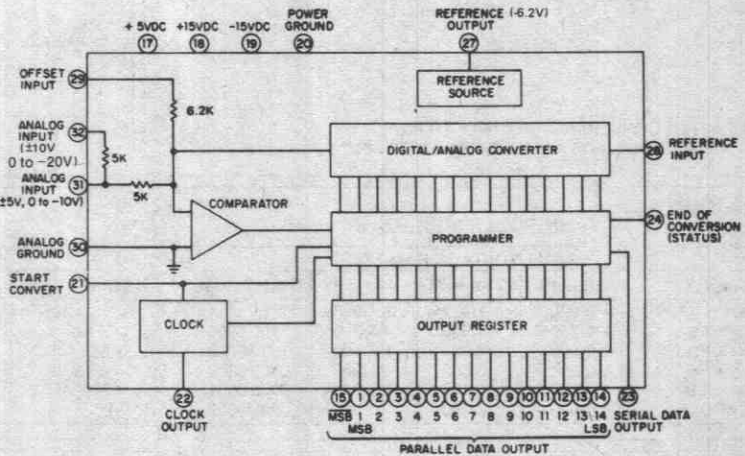 + 5VDC
17
+15VDC
18
-15VDC
19
POWER
GROUND
20
REFERENCE (-6.2V)
OUTPUT
27
OFFSET
INPUT
29
6.2K
REFERENCE
SOURCE
ANALOG
INPUT
(±10V
0 to -20V)
32
5K
DIGITAL/ANALOG CONVERTER
REFERENCE
INPUT
ANALOG
INPUT
±5V, 0 to -10V)
31
5K
COMPARATOR
PROGRAMMER
24
END OF
CONVERSION
(STATUS)
ANALOG
GROUND
30
START
CONVERT
21
CLOCK
OUTPUT REGISTER
22
CLOCK
OUTPUT
15 1 2 3 4 5 6 7 8 9 10 11 12 13 14 23
MSB 1 2 3 4 5 6 7 8 9 10 11 12 13 14 SERIAL DATA
MSB LSB OUTPUT
PARALLEL DATA OUTPUT